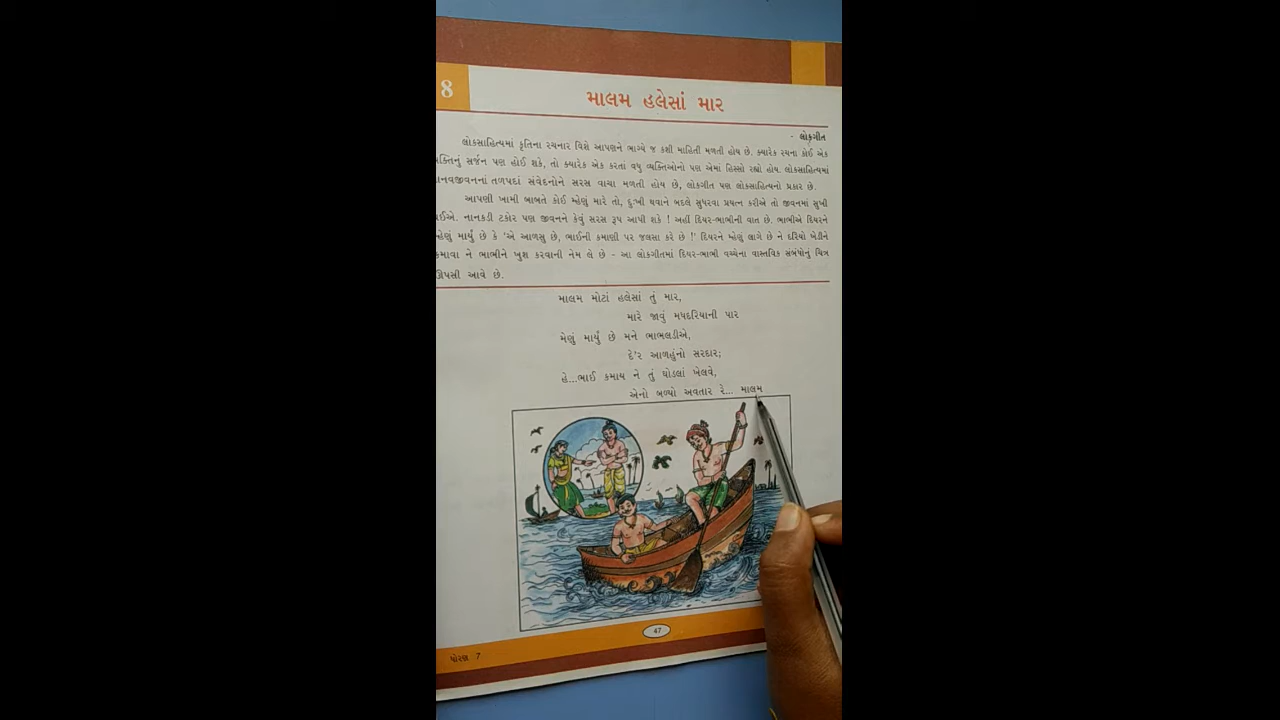 8
માલમ હલેસાં માર
- લોકગીત
લોકસાહિત્યમાં કૃતિના રચનાર વિશે આપણને ભાગ્યે જ કશી માહિતી મળતી હોય છે. ક્યારેક રચના કોઈ એક
વ્યક્તિનું સર્જન પણ હોઈ શકે, તો ક્યારેક એક કરતાં વધુ વ્યક્તિઓનો પણ એમાં હિસ્સો રહ્યો હોય. લોકસાહિત્યમાં
માનવજીવનનાં તળપદાં સંવેદનોને સરસ વાચા મળતી હોય છે, લોકગીત પણ લોકસાહિત્યનો પ્રકાર છે.
આપણી ખામી બાબતે કોઈ મ્હેણું મારે તો, દુઃખી થવાને બદલે સુધરવા પ્રયત્ન કરીએ તો જીવનમાં સુખી
થઈએ. નાનકડી ટકોર પણ જીવનને કેવું સરસ રૂપ આપી શકે ! અહીં દિયર-ભાભીની વાત છે. ભાભીએ દિયરને
મ્હેણું માર્યું છે કે ‘એ આળસુ છે, ભાઈની કમાણી પર જલસા કરે છે !’ દિયરને મ્હેણું લાગે છે ને દરિયો ખેડીને
કમાવા ને ભાભીને ખુશ કરવાની નેમ લે છે - આ લોકગીતમાં દિયર-ભાભી વચ્ચેના વાસ્તવિક સંબંધોનું ચિત્ર
ઊપસી આવે છે.
માલમ મોટાં હલેસાં તું માર,
મારે જાવું મધદરિયાની પાર
મેણું માર્યું છે મને ભાભલડીએ,
દે'ર આળહુંનો સરદાર;
હે...ભાઈ કમાય ને તું ઘોડલાં ખેલવે,
એનો બળ્યો અવતાર રે... માલમ
47
ધોરણ 7